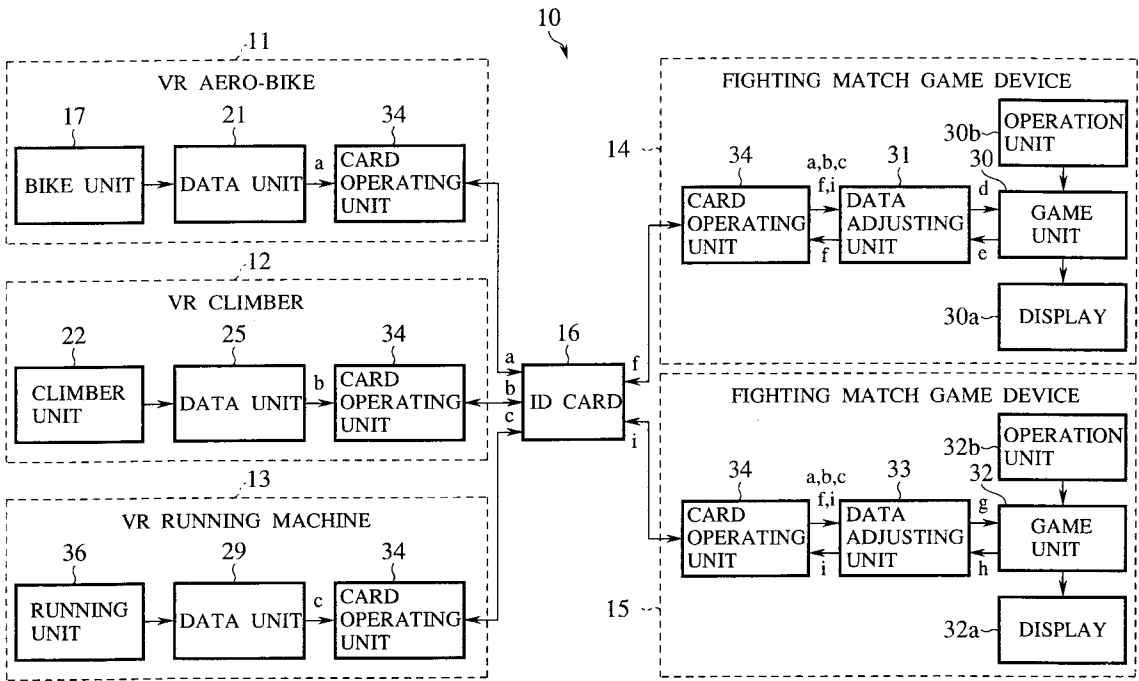 10
11
VR AERO-BIKE
17
21
34
BIKE UNIT
DATA UNIT
a
CARD
OPERATING
UNIT
12
VR CLIMBER
22
25
34
CLIMBER
UNIT
DATA UNIT
b
CARD
OPERATING
UNIT
13
VR RUNNING MACHINE
36
29
34
RUNNING
UNIT
DATA UNIT
c
CARD
OPERATING
UNIT
16
a
b
c
ID CARD
f
i
FIGHTING MATCH GAME DEVICE
14
30b
OPERATION
UNIT
34
a,b,c
f,i
31
d
30
CARD
OPERATING
UNIT
f
DATA
ADJUSTING
UNIT
e
GAME
UNIT
30a
DISPLAY
FIGHTING MATCH GAME DEVICE
15
32b
OPERATION
UNIT
34
a,b,c
f,i
33
g
32
CARD
OPERATING
UNIT
i
DATA
ADJUSTING
UNIT
h
GAME
UNIT
32a
DISPLAY